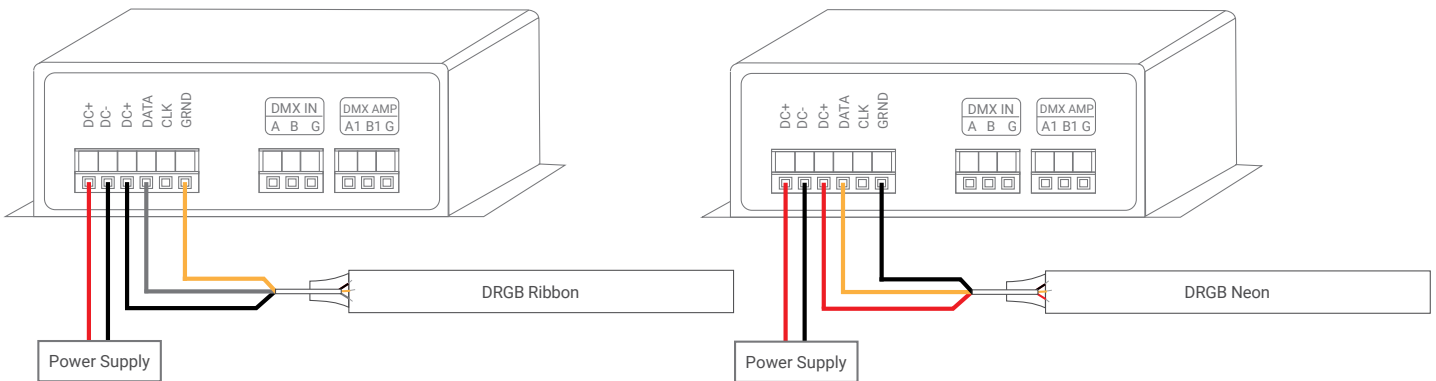 DC+ DC- DC+ DATA CLK GRND
DMX IN
A B G
DMX AMP
A1 B1 G
DRGB Ribbon
Power Supply
DC+ DC- DC+ DATA CLK GRND
DMX IN
A B G
DMX AMP
A1 B1 G
DRGB Neon
Power Supply